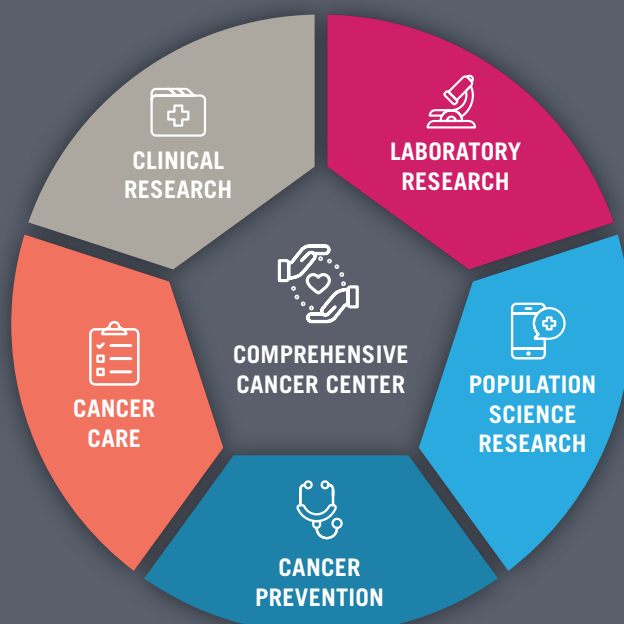 CLINICAL
RESEARCH
LABORATORY
RESEARCH
COMPREHENSIVE
CANCER CENTER
POPULATION
SCIENCE
RESEARCH
CANCER
CARE
CANCER
PREVENTION